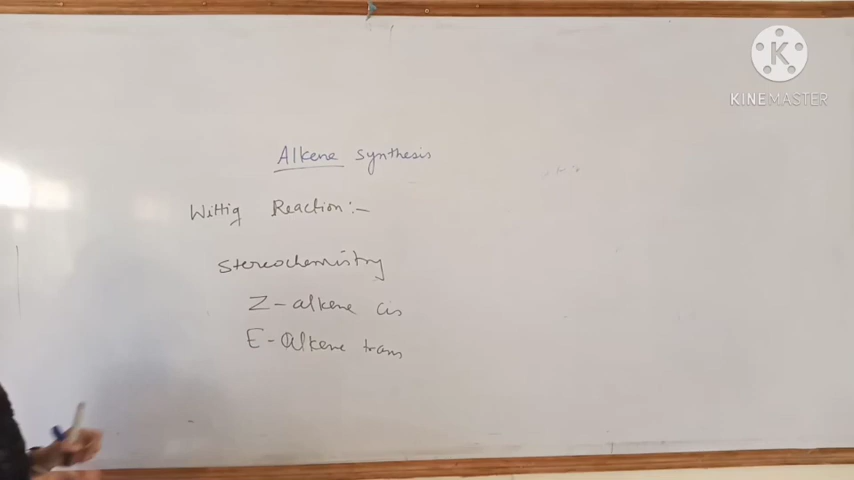 K
KINEMASTER
Alkene synthesis
Wittig Reaction:-
Stereochemistry
Z-alkene cis
E-Alkene trans